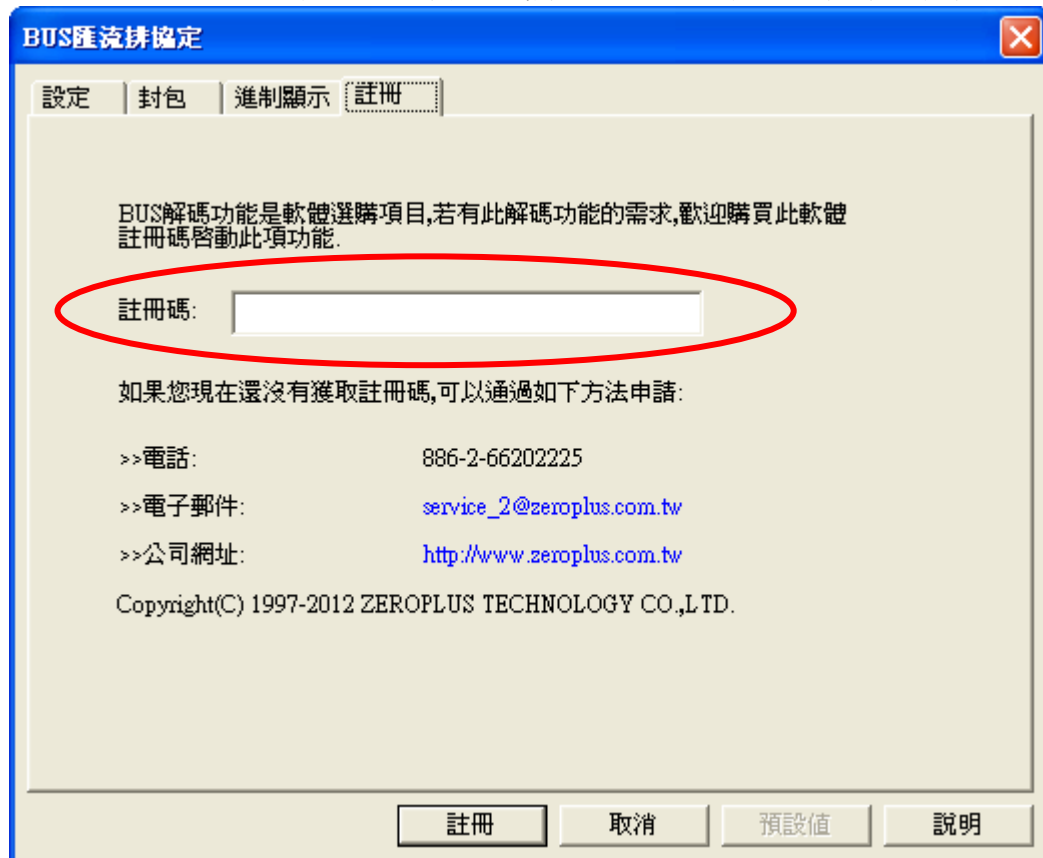 BUS匯流排協定
設定 封包 進制顯示 註冊
BUS解碼功能是軟體選購項目,若有此解碼功能的需求,歡迎購買此軟體
註冊碼啓動此項功能.
註冊碼:
如果您現在還沒有獲取註冊碼,可以通過如下方法申請:
>>電話: 886-2-66202225
>>電子郵件: service_2@zeroplus.com.tw
>>公司網址: http://www.zeroplus.com.tw
Copyright(C) 1997-2012 ZEROPLUS TECHNOLOGY CO.,LTD.
註冊 取消 預設值 說明